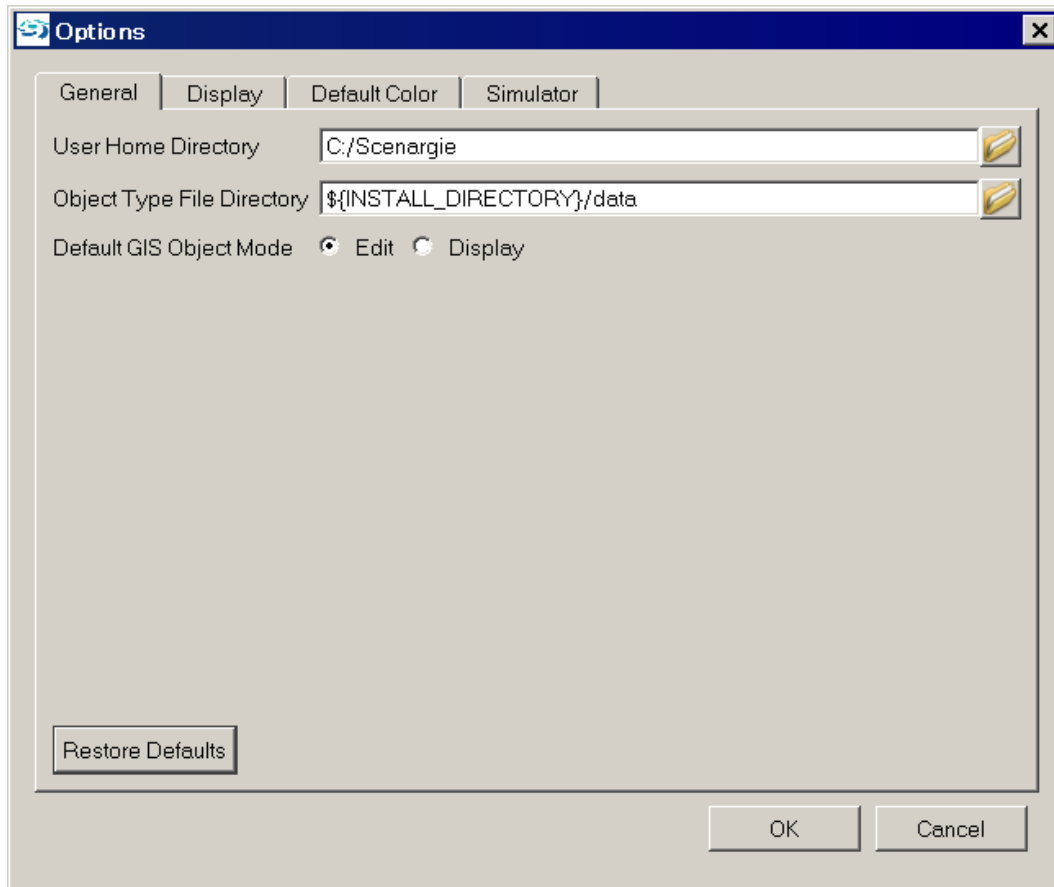 Options
General Display Default Color Simulator
User Home Directory C:/Scenargie
Object Type File Directory ${INSTALL_DIRECTORY}/data
Default GIS Object Mode Edit Display
Restore Defaults
OK Cancel